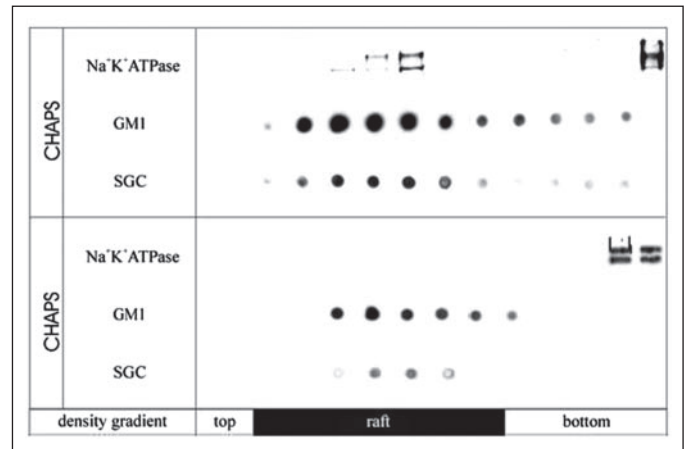 CHAPS
Na⁺K⁺ATPase
GM1
SGC
CHAPS
Na⁺K⁺ATPase
GM1
SGC
density gradient top raft bottom